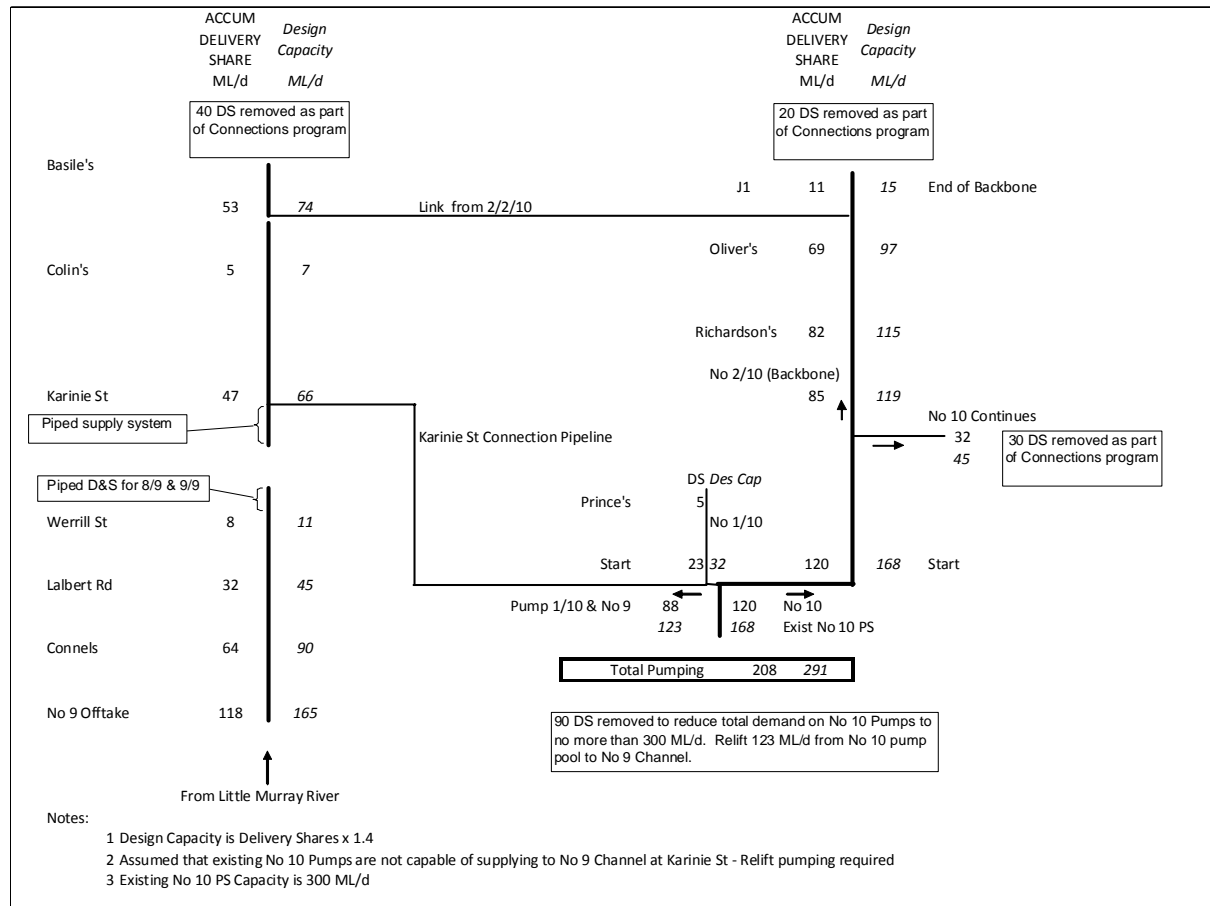 ACCUM
DELIVERY
SHARE
ML/d
Design
Capacity
ML/d
ACCUM
DELIVERY
SHARE
ML/d
Design
Capacity
ML/d
40 DS removed as part
of Connections program
20 DS removed as part
of Connections program
Basile's
J1 11 15 End of Backbone
53 74 Link from 2/2/10
Oliver's 69 97
Colin's 5 7
Richardson's 82 115
No 2/10 (Backbone)
85 119
Karinie St 47 66
Piped supply system
No 10 Continues
32
45
30 DS removed as part
of Connections program
Karinie St Connection Pipeline
Piped D&S for 8/9 & 9/9
DS Des Cap
Prince's 5
No 1/10
Werrill St 8 11
Start 23 32 120 168 Start
Lalbert Rd 32 45
Pump 1/10 & No 9 88 120 No 10
123 168 Exist No 10 PS
Connels 64 90
Total Pumping 208 291
No 9 Offtake 118 165
90 DS removed to reduce total demand on No 10 Pumps to
no more than 300 ML/d. Relift 123 ML/d from No 10 pump
pool to No 9 Channel.
From Little Murray River
Notes:
1 Design Capacity is Delivery Shares x 1.4
2 Assumed that existing No 10 Pumps are not capable of supplying to No 9 Channel at Karinie St - Relift pumping required
3 Existing No 10 PS Capacity is 300 ML/d